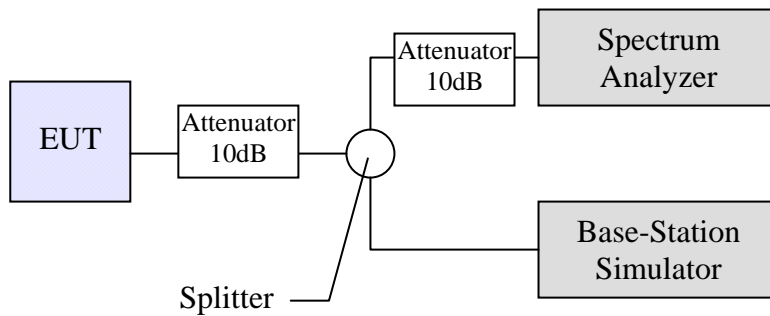 EUT
Attenuator
10dB
Attenuator
10dB
Spectrum
Analyzer
Base-Station
Simulator
Splitter